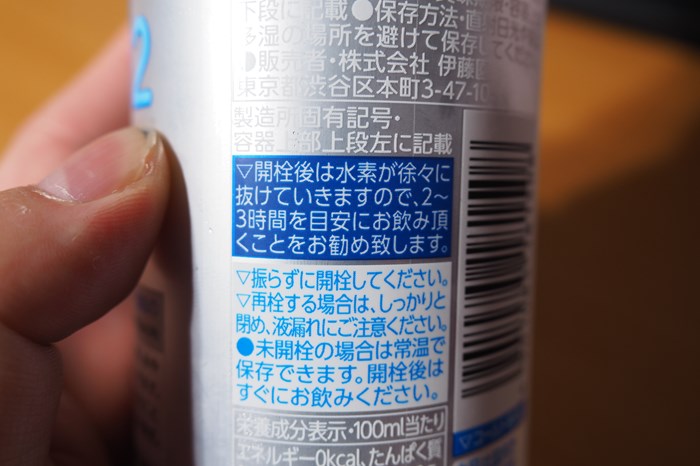 2
下段に記載●保存方法・直
多湿の場所を避けて保存してくだ
●販売者・株式会社 伊藤園
東京都渋谷区本町3-47-10
製造所固有記号・
容器上部上段左に記載
▽開栓後は水素が徐々に
抜けていきますので、2〜
3時間を目安にお飲み頂
くことをお勧め致します。
▽振らずに開栓してください。
▽再栓する場合は、しっかりと
閉め、液漏れにご注意ください。
●未開栓の場合は常温で
保存できます。開栓後は
すぐにお飲みください。
栄養成分表示・100ml当たり
エネルギー0kcal、たんぱく質